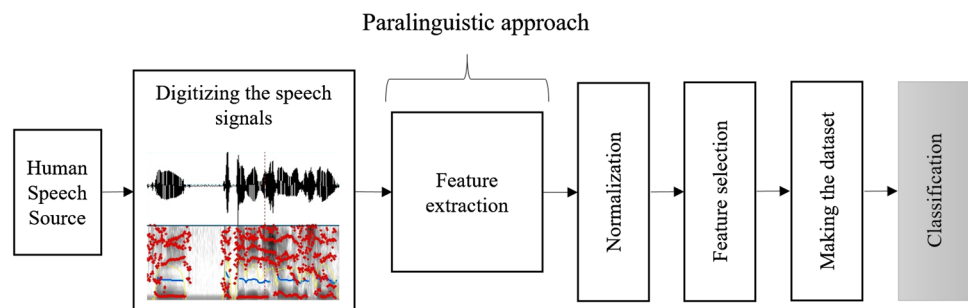 Paralinguistic approach
Human
Speech
Source
Digitizing the speech
signals
Feature
extraction
Normalization
Feature selection
Making the dataset
Classification